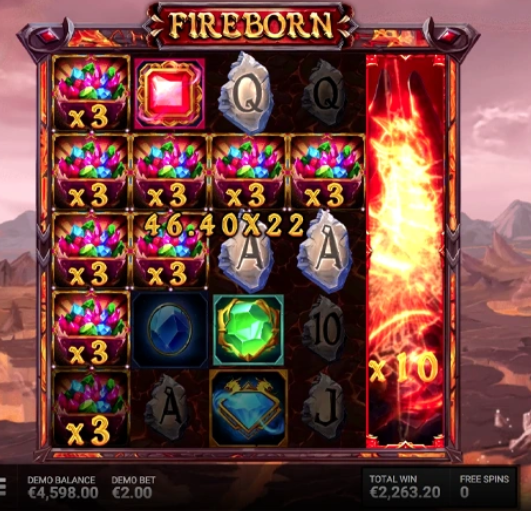 FIREBORN
x3 Q Q
x3 x3 x3 x3
46.40X22
x3 x3 A A
x3 10
x10
x3 A J
DEMO BALANCE DEMO BET TOTAL WIN FREE SPINS
€4,598.00 €2.00 €2,263.20 0